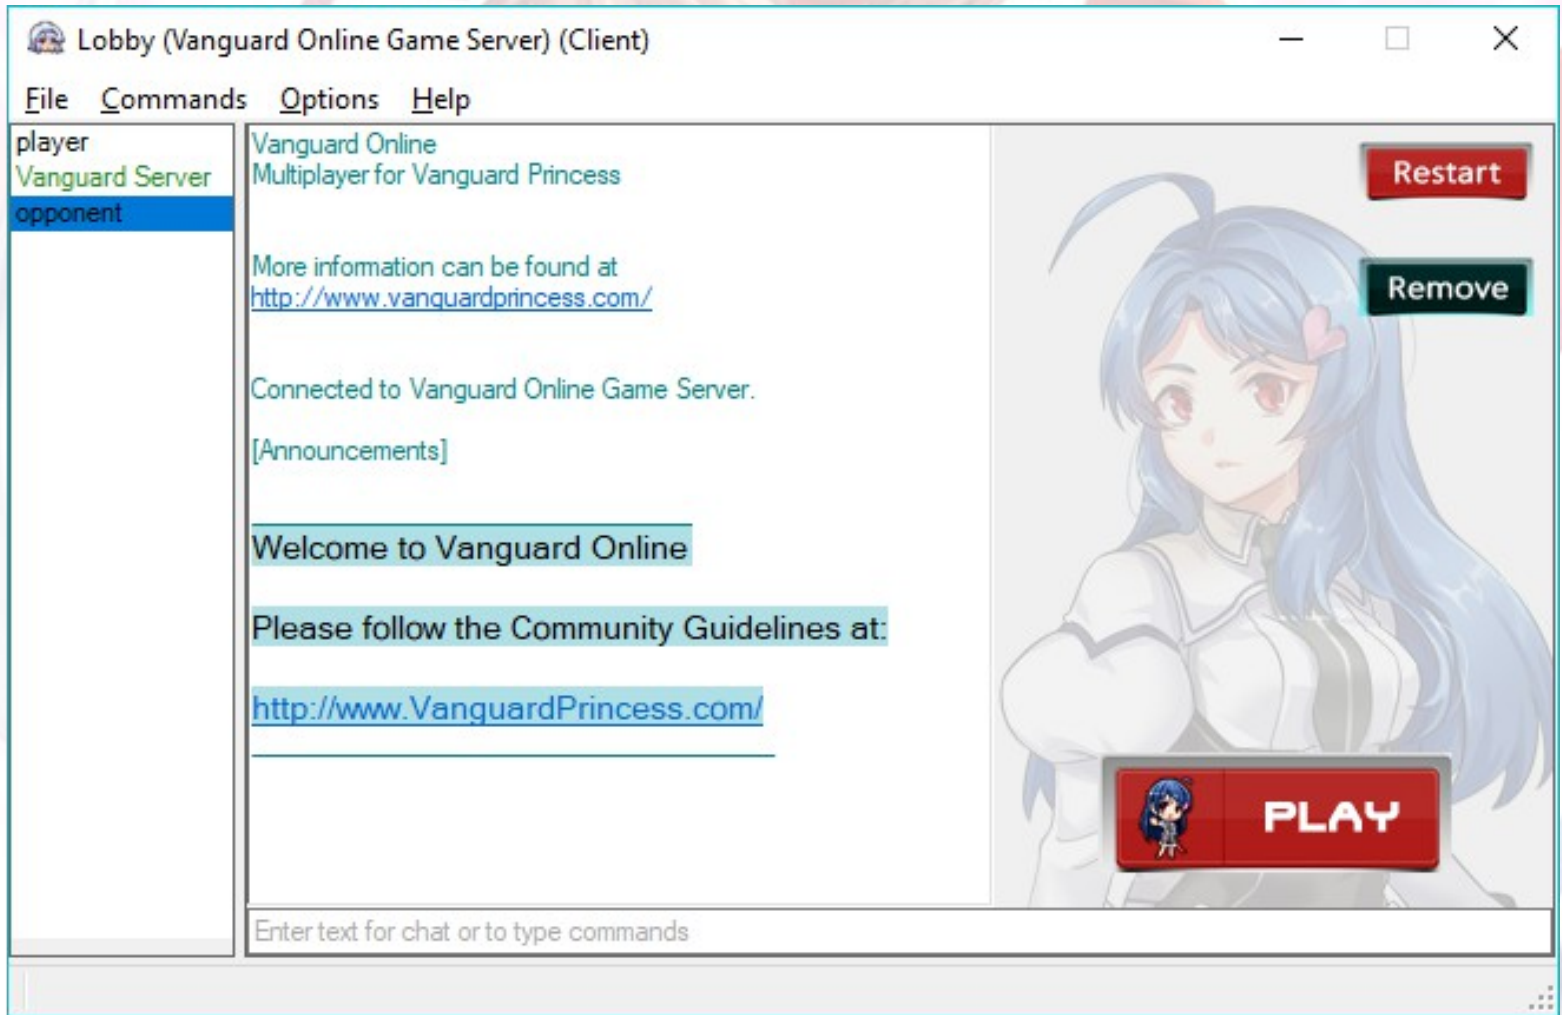 Lobby (Vanguard Online Game Server) (Client)
File Commands Options Help
player
Vanguard Server
opponent
Vanguard Online
Multiplayer for Vanguard Princess
More information can be found at
http://www.vanguardprincess.com/
Connected to Vanguard Online Game Server.
[Announcements]
Welcome to Vanguard Online
Please follow the Community Guidelines at:
http://www.VanguardPrincess.com/
Restart
Remove
PLAY
Enter text for chat or to type commands